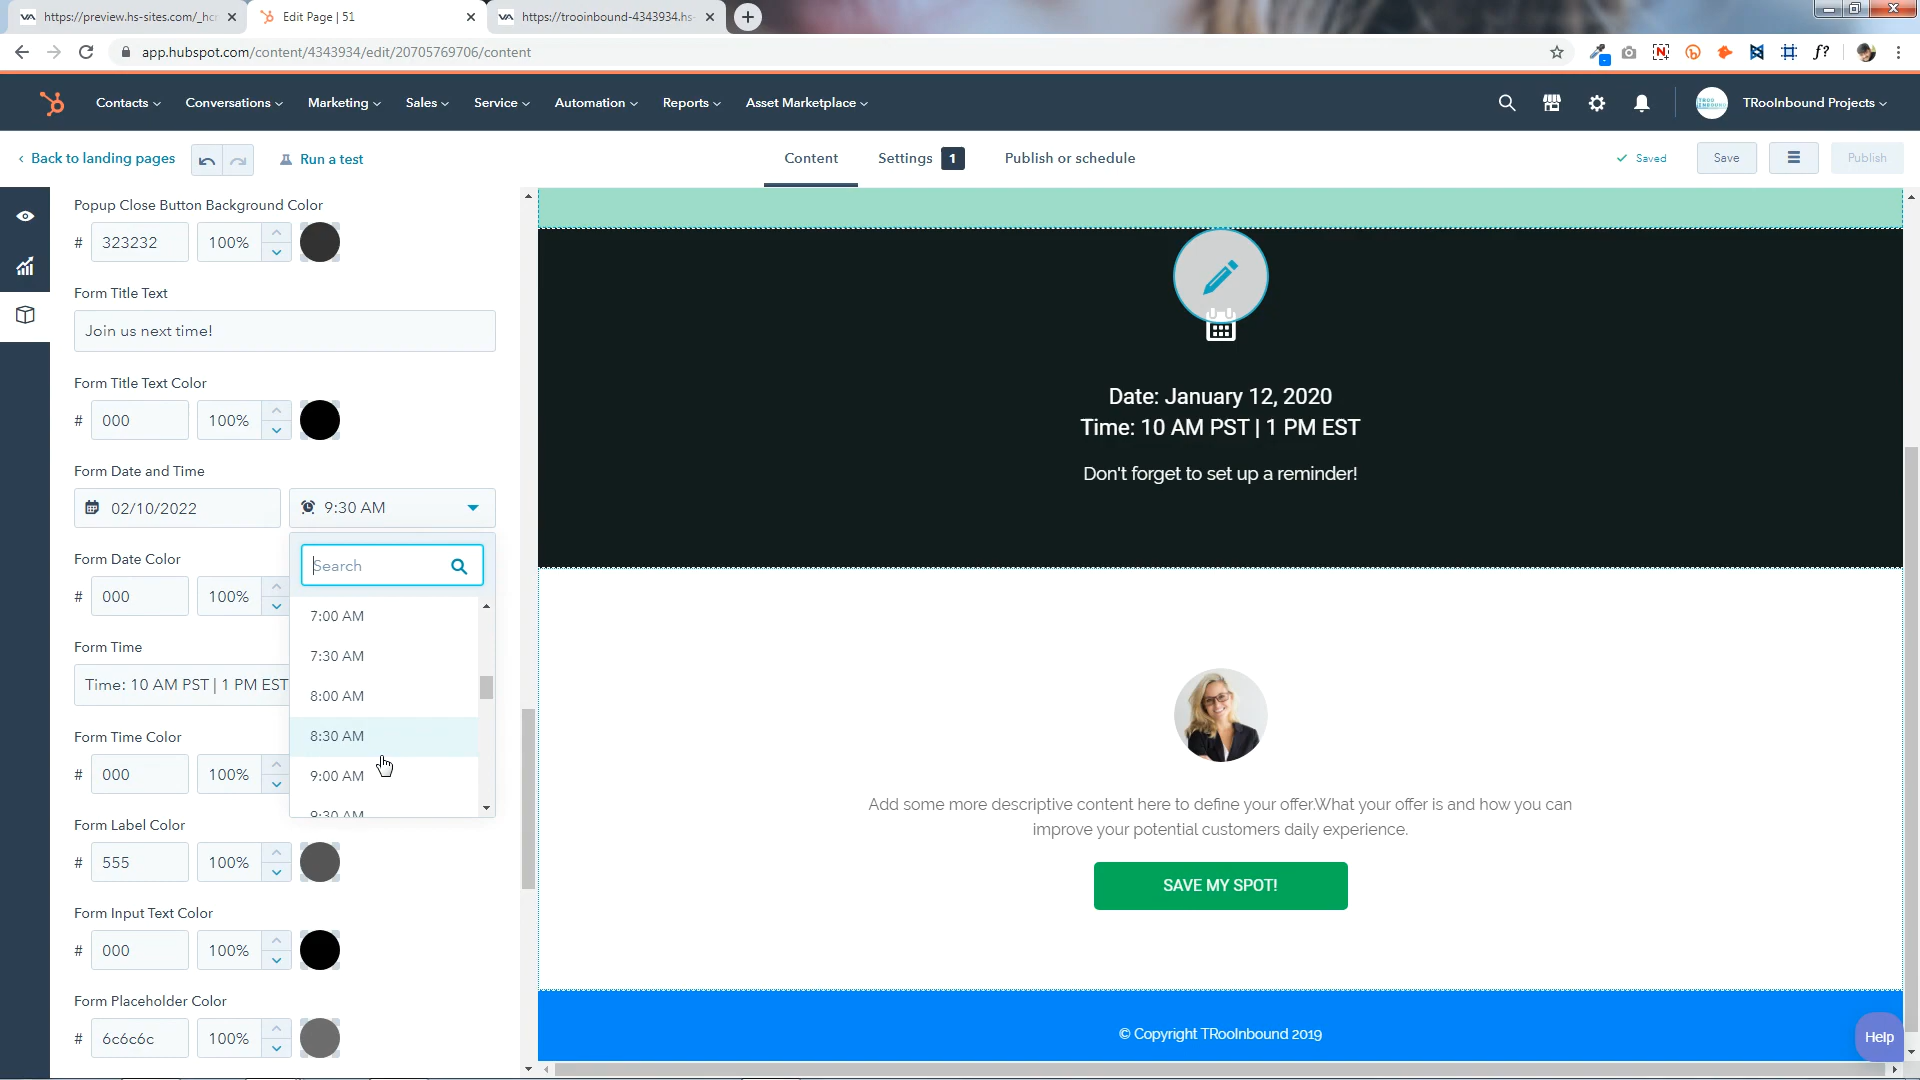 https://preview.hs-sites.com/_hc
Edit Page | 51
https://trooinbound-4343934.hs-
app.hubspot.com/content/4343934/edit/20705769706/content
f?
Contacts
Conversations
Marketing
Sales
Service
Automation
Reports
Asset Marketplace
TRooInbound Projects
Back to landing pages
Run a test
Content
Settings 1
Publish or schedule
Saved
Save
Publish
Popup Close Button Background Color
# 323232 100%
Form Title Text
Join us next time!
Form Title Text Color
# 000 100%
Form Date and Time
02/10/2022
9:30 AM
Search
7:00 AM
7:30 AM
8:00 AM
8:30 AM
9:00 AM
9:30 AM
Form Date Color
# 000 100%
Form Time
Time: 10 AM PST | 1 PM EST
Form Time Color
# 000 100%
Form Label Color
# 555 100%
Form Input Text Color
# 000 100%
Form Placeholder Color
# 6c6c6c 100%
Date: January 12, 2020
Time: 10 AM PST | 1 PM EST
Don't forget to set up a reminder!
Add some more descriptive content here to define your offer.What your offer is and how you can
improve your potential customers daily experience.
SAVE MY SPOT!
© Copyright TRooInbound 2019
Help